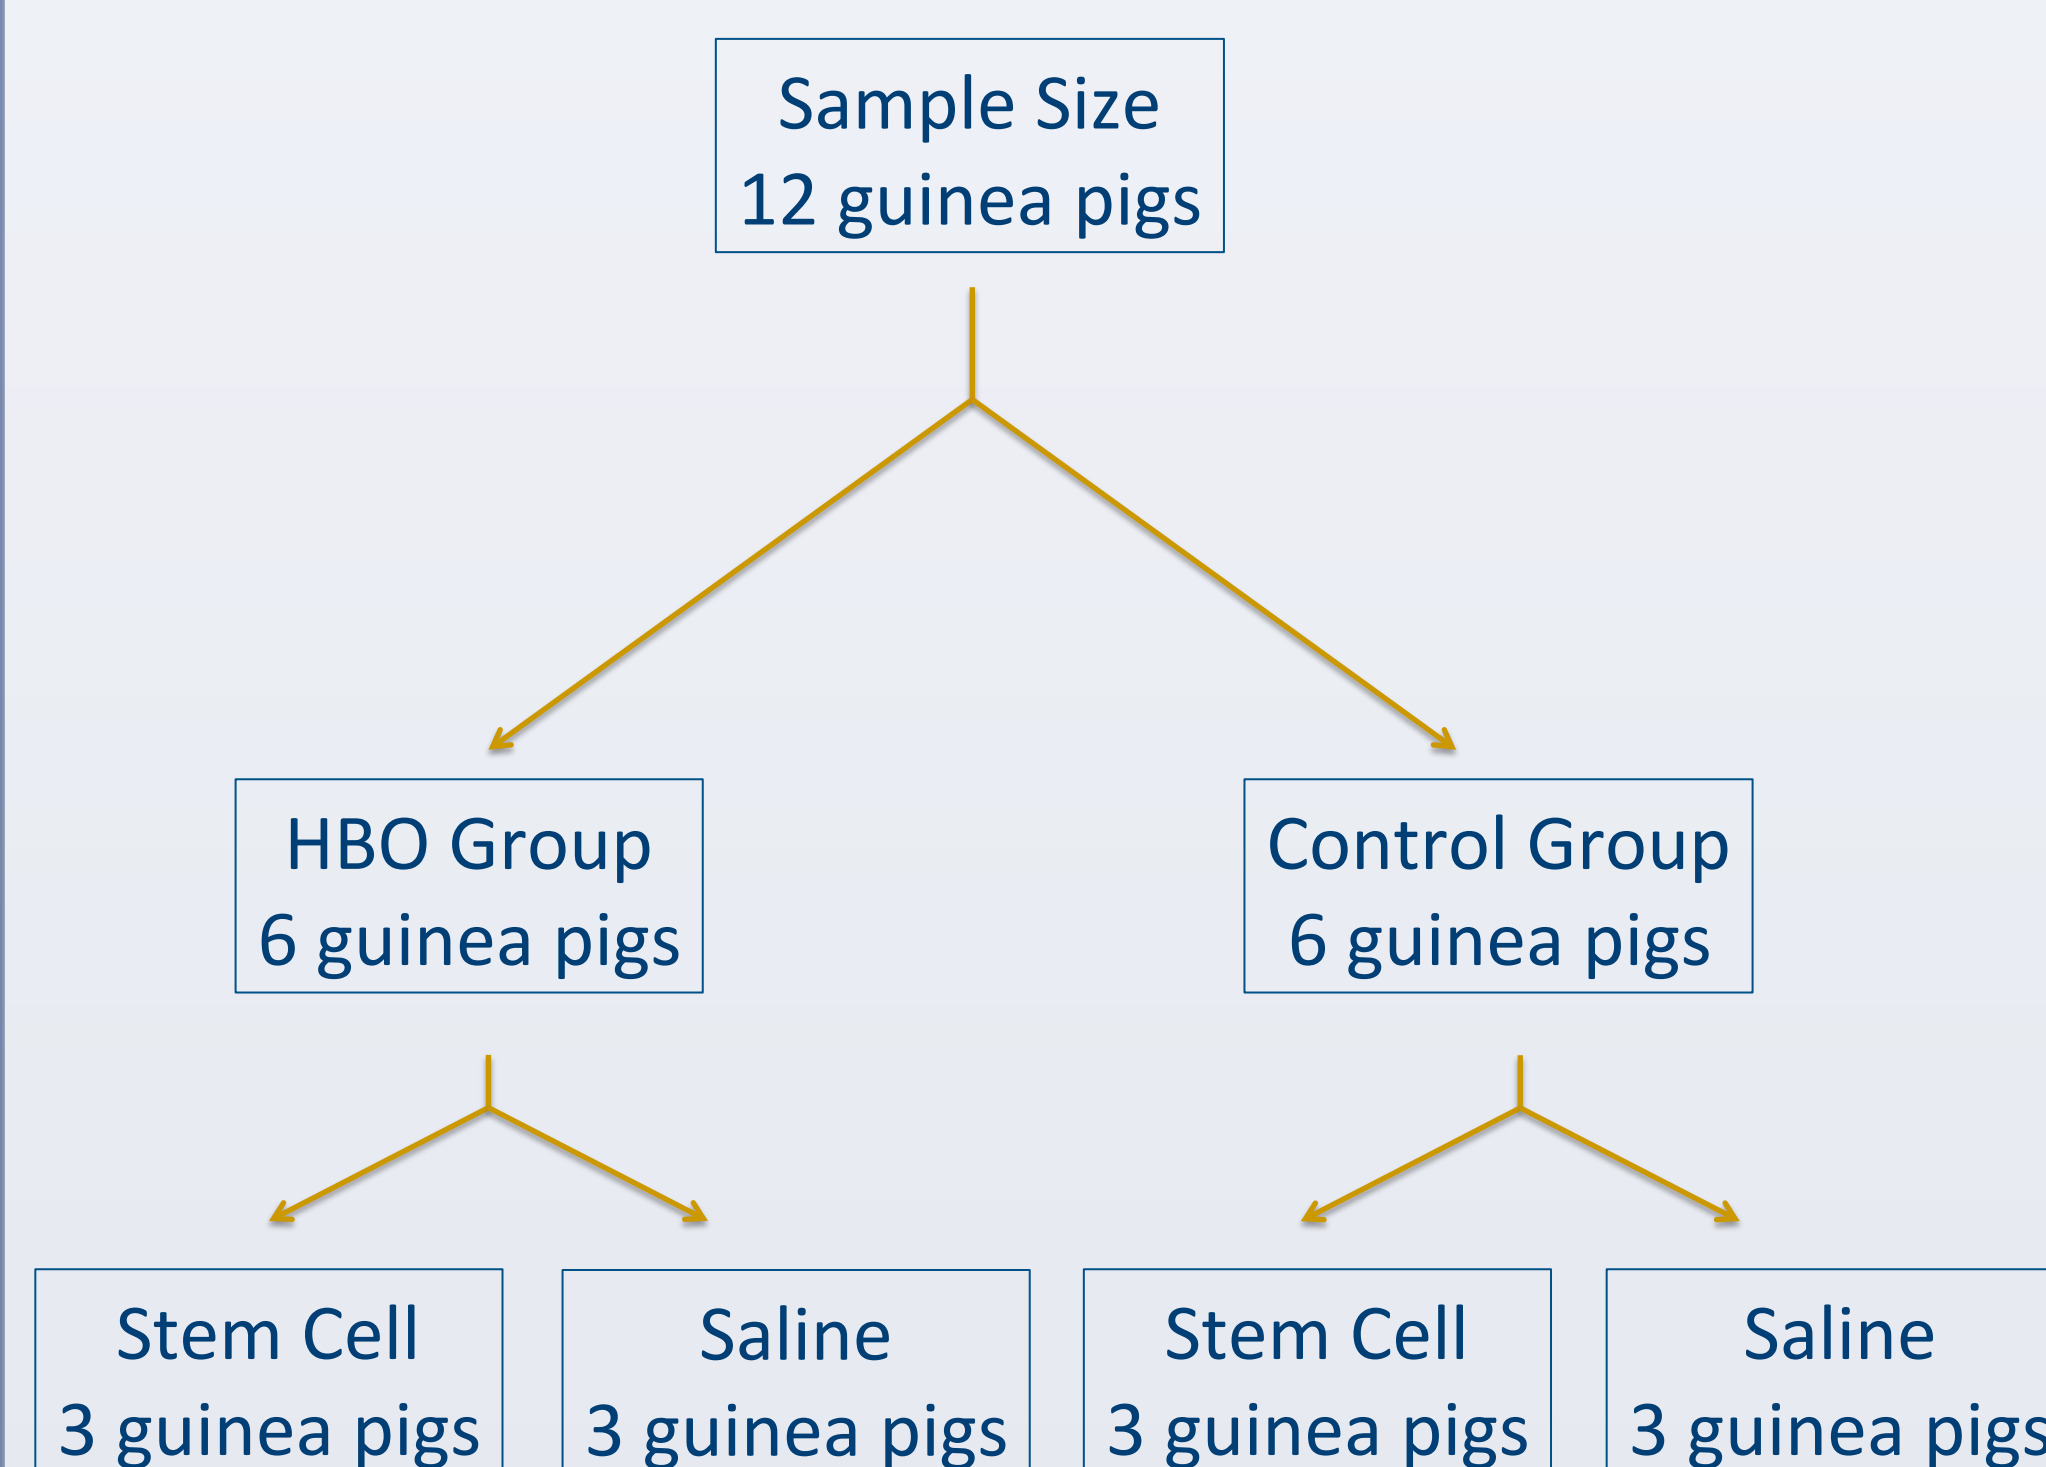 Sample Size
12 guinea pigs
HBO Group
6 guinea pigs
Control Group
6 guinea pigs
Stem Cell
3 guinea pigs
Saline
3 guinea pigs
Stem Cell
3 guinea pigs
Saline
3 guinea pigs